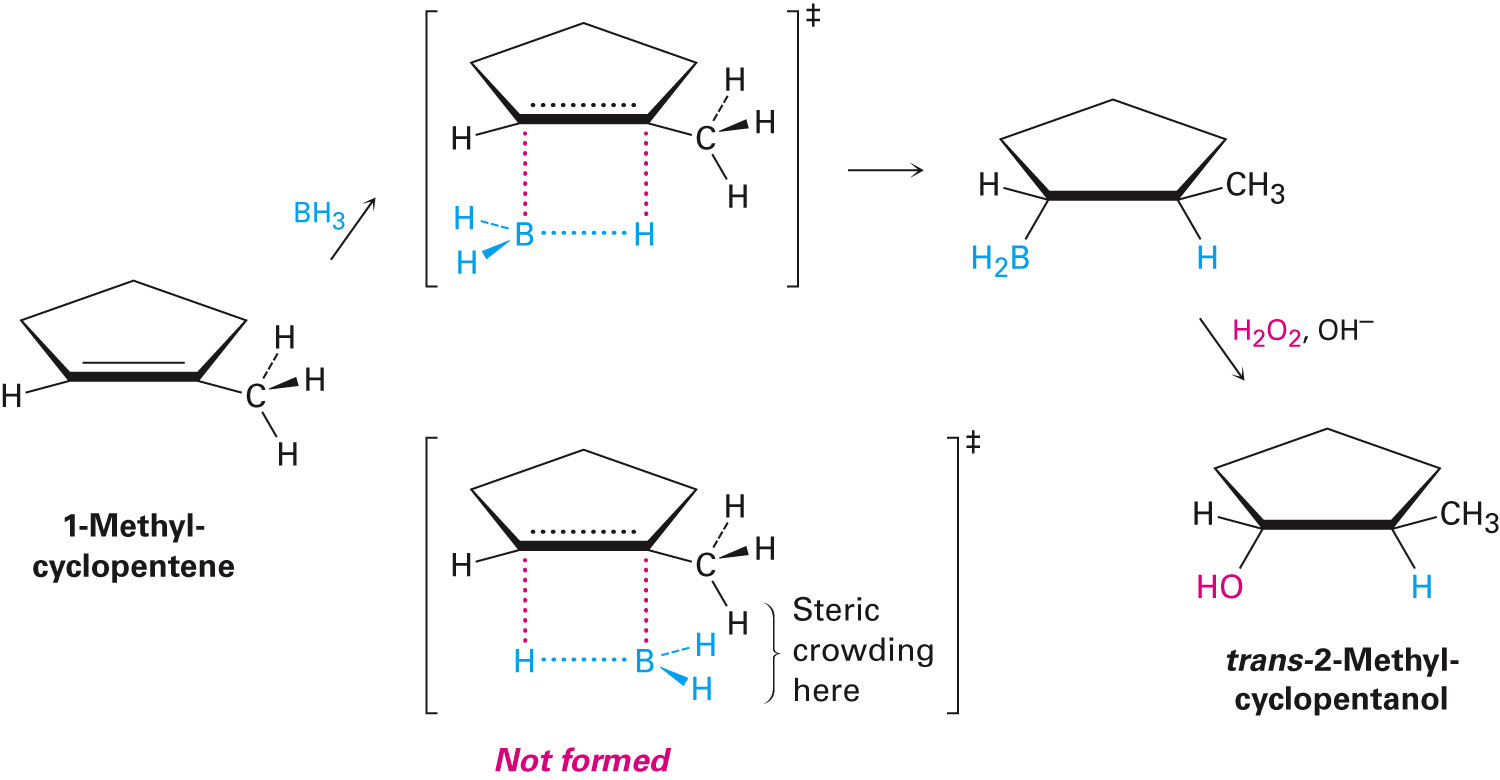 BH3
H
C
H
H
H
H
H
B
H
‡
H
CH3
H2B
H
H2O2, OH–
H
C
H
H
H
1-Methyl-
cyclopentene
H
C
H
H
H
H
B
H
H
‡
Steric
crowding
here
Not formed
H
CH3
HO
H
trans-2-Methyl-
cyclopentanol